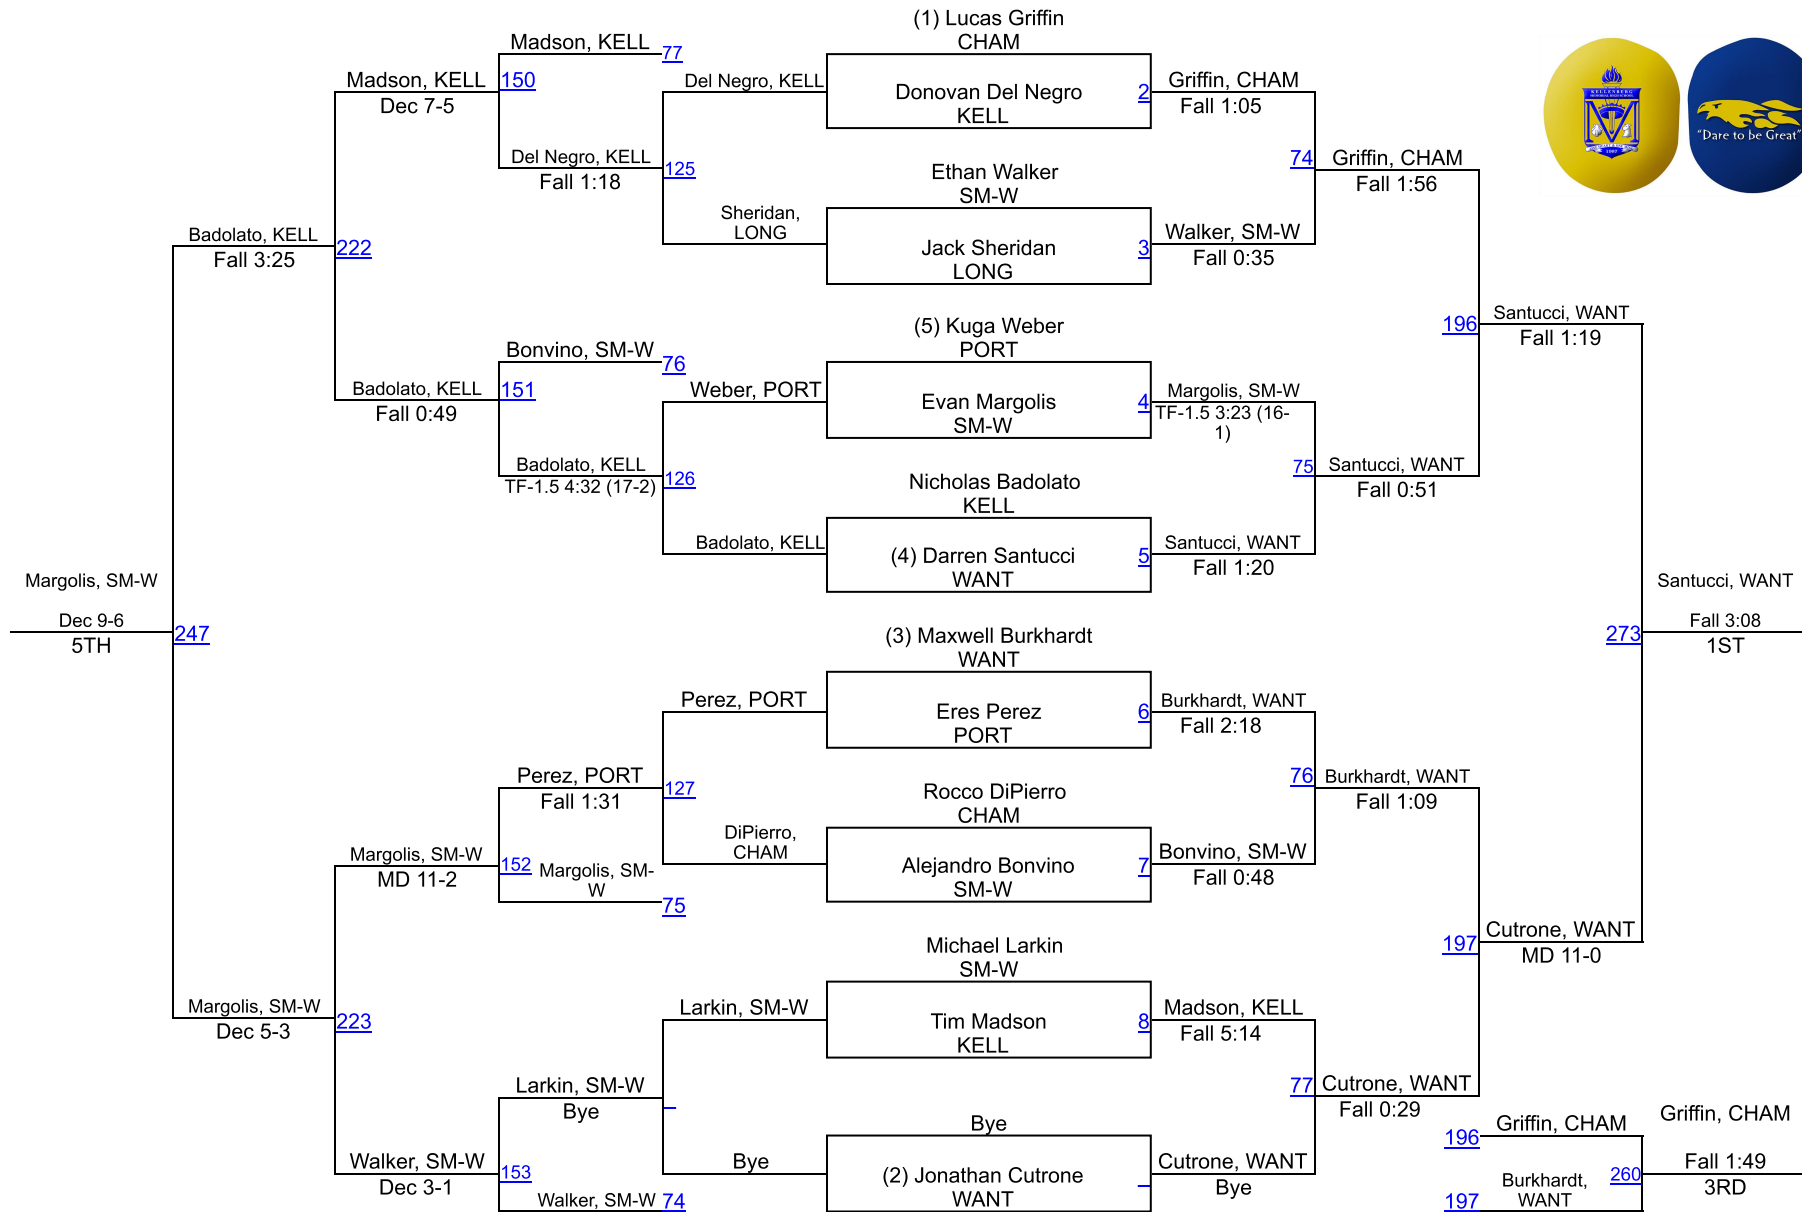 (1) Lucas Griffin
CHAM
Madson, KELL
77
Madson, KELL
150
Dec 7-5
Del Negro, KELL
Donovan Del Negro
KELL
2
Griffin, CHAM
Fall 1:05
KELLENBERG
"Dare to be Great"
Del Negro, KELL
Fall 1:18
125
Ethan Walker
SM-W
74
Griffin, CHAM
Fall 1:56
Sheridan,
LONG
Jack Sheridan
LONG
3
Walker, SM-W
Fall 0:35
Badolato, KELL
Fall 3:25
222
(5) Kuga Weber
PORT
196
Santucci, WANT
Fall 1:19
Bonvino, SM-W
76
Badolato, KELL
151
Fall 0:49
Weber, PORT
Evan Margolis
SM-W
4
Margolis, SM-W
TF-1.5 3:23 (16-
1)
Badolato, KELL
TF-1.5 4:32 (17-2)
126
Nicholas Badolato
KELL
75
Santucci, WANT
Fall 0:51
Badolato, KELL
(4) Darren Santucci
WANT
5
Santucci, WANT
Fall 1:20
Margolis, SM-W
Dec 9-6
5TH
247
Santucci, WANT
Fall 3:08
1ST
273
(3) Maxwell Burkhardt
WANT
Perez, PORT
Eres Perez
PORT
6
Burkhardt, WANT
Fall 2:18
Perez, PORT
Fall 1:31
127
Rocco DiPierro
CHAM
76
Burkhardt, WANT
Fall 1:09
Margolis, SM-W
MD 11-2
152
Margolis, SM-
W
75
DiPierro,
CHAM
Alejandro Bonvino
SM-W
7
Bonvino, SM-W
Fall 0:48
Michael Larkin
SM-W
197
Cutrone, WANT
MD 11-0
Margolis, SM-W
Dec 5-3
223
Larkin, SM-W
Tim Madson
KELL
8
Madson, KELL
Fall 5:14
Larkin, SM-W
Bye
77
Cutrone, WANT
Fall 0:29
Bye
Walker, SM-W
Dec 3-1
153
Walker, SM-W
74
Bye
(2) Jonathan Cutrone
WANT
Cutrone, WANT
Bye
196
Griffin, CHAM
Griffin, CHAM
Fall 1:49
3RD
260
Burkhardt,
WANT
197